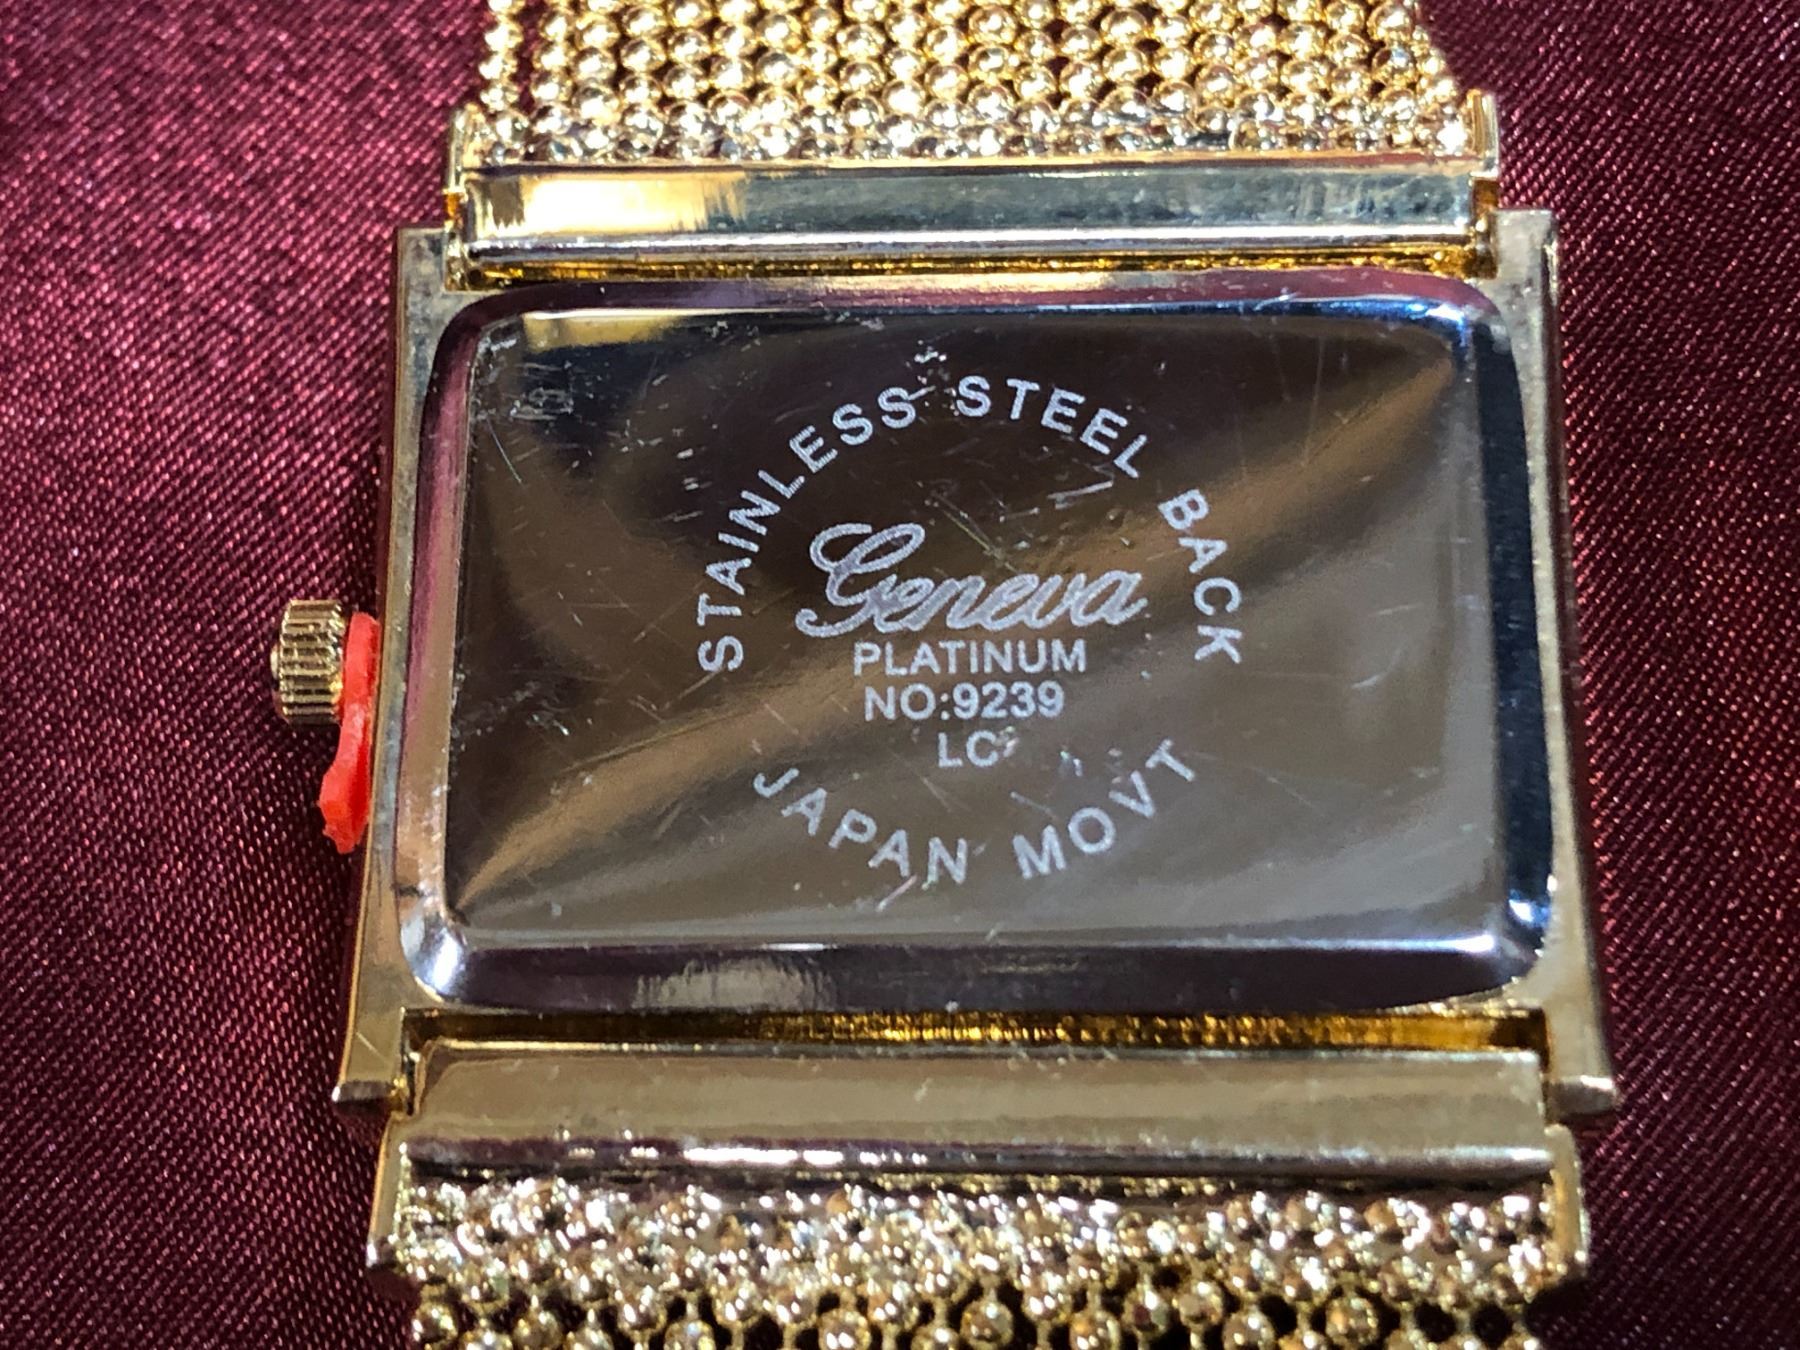 STAINLESS STEEL BACK
Geneva
PLATINUM
NO:9239
LC
JAPAN MOVT